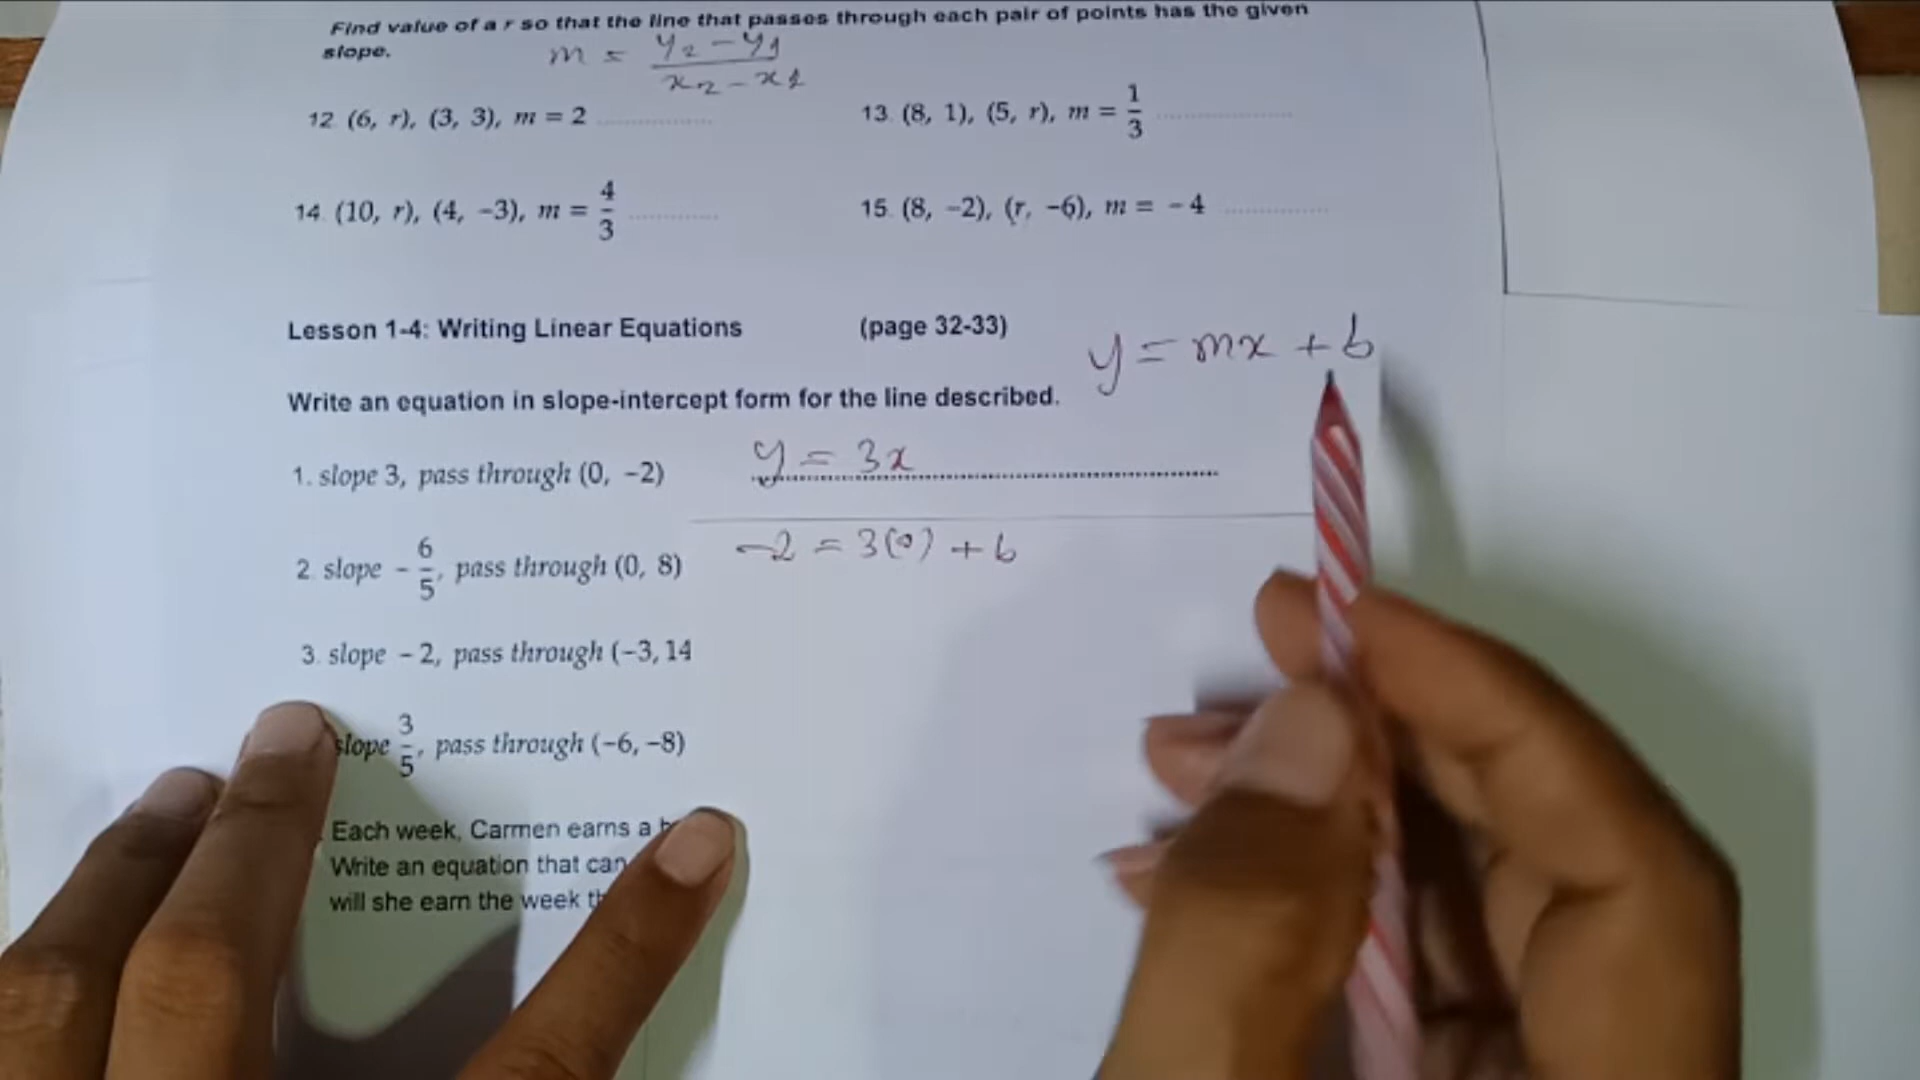 Find value of a r so that the line that passes through each pair of points has the given
slope.
m = y₂ - y₁ / x₂ - x₁
12. (6, r), (3, 3), m = 2 ................
13. (8, 1), (5, r), m = 1/3 ..................
14. (10, r), (4, -3), m = 4/3 ............
15. (8, -2), (r, -6), m = - 4 ..............
Lesson 1-4: Writing Linear Equations (page 32-33)
y = mx + b
Write an equation in slope-intercept form for the line described.
1. slope 3, pass through (0, -2) y = 3x
-2 = 3(0) + b
2. slope - 6/5, pass through (0, 8)
3. slope - 2, pass through (-3, 14
slope 3/5, pass through (-6, -8)
Each week, Carmen earns a
Write an equation that can
will she earn the week